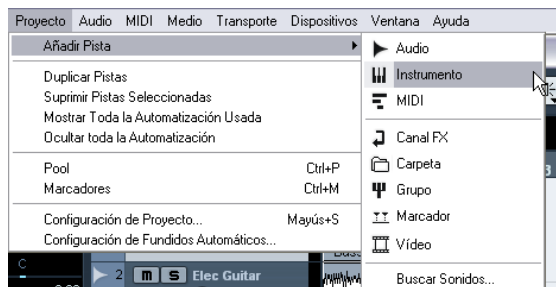 Proyecto Audio MIDI Medio Transporte Dispositivos Ventana Ayuda
Añadir Pista
Duplicar Pistas
Suprimir Pistas Seleccionadas
Mostrar Toda la Automatización Usada
Ocultar toda la Automatización
Pool Ctrl+P
Marcadores Ctrl+M
Configuración de Proyecto... Mayús+S
Configuración de Fundidos Automáticos...
Audio
Instrumento
MIDI
Canal FX
Carpeta
Grupo
Marcador
Vídeo
Buscar Sonidos...
3
C
2 m S Elec Guitar